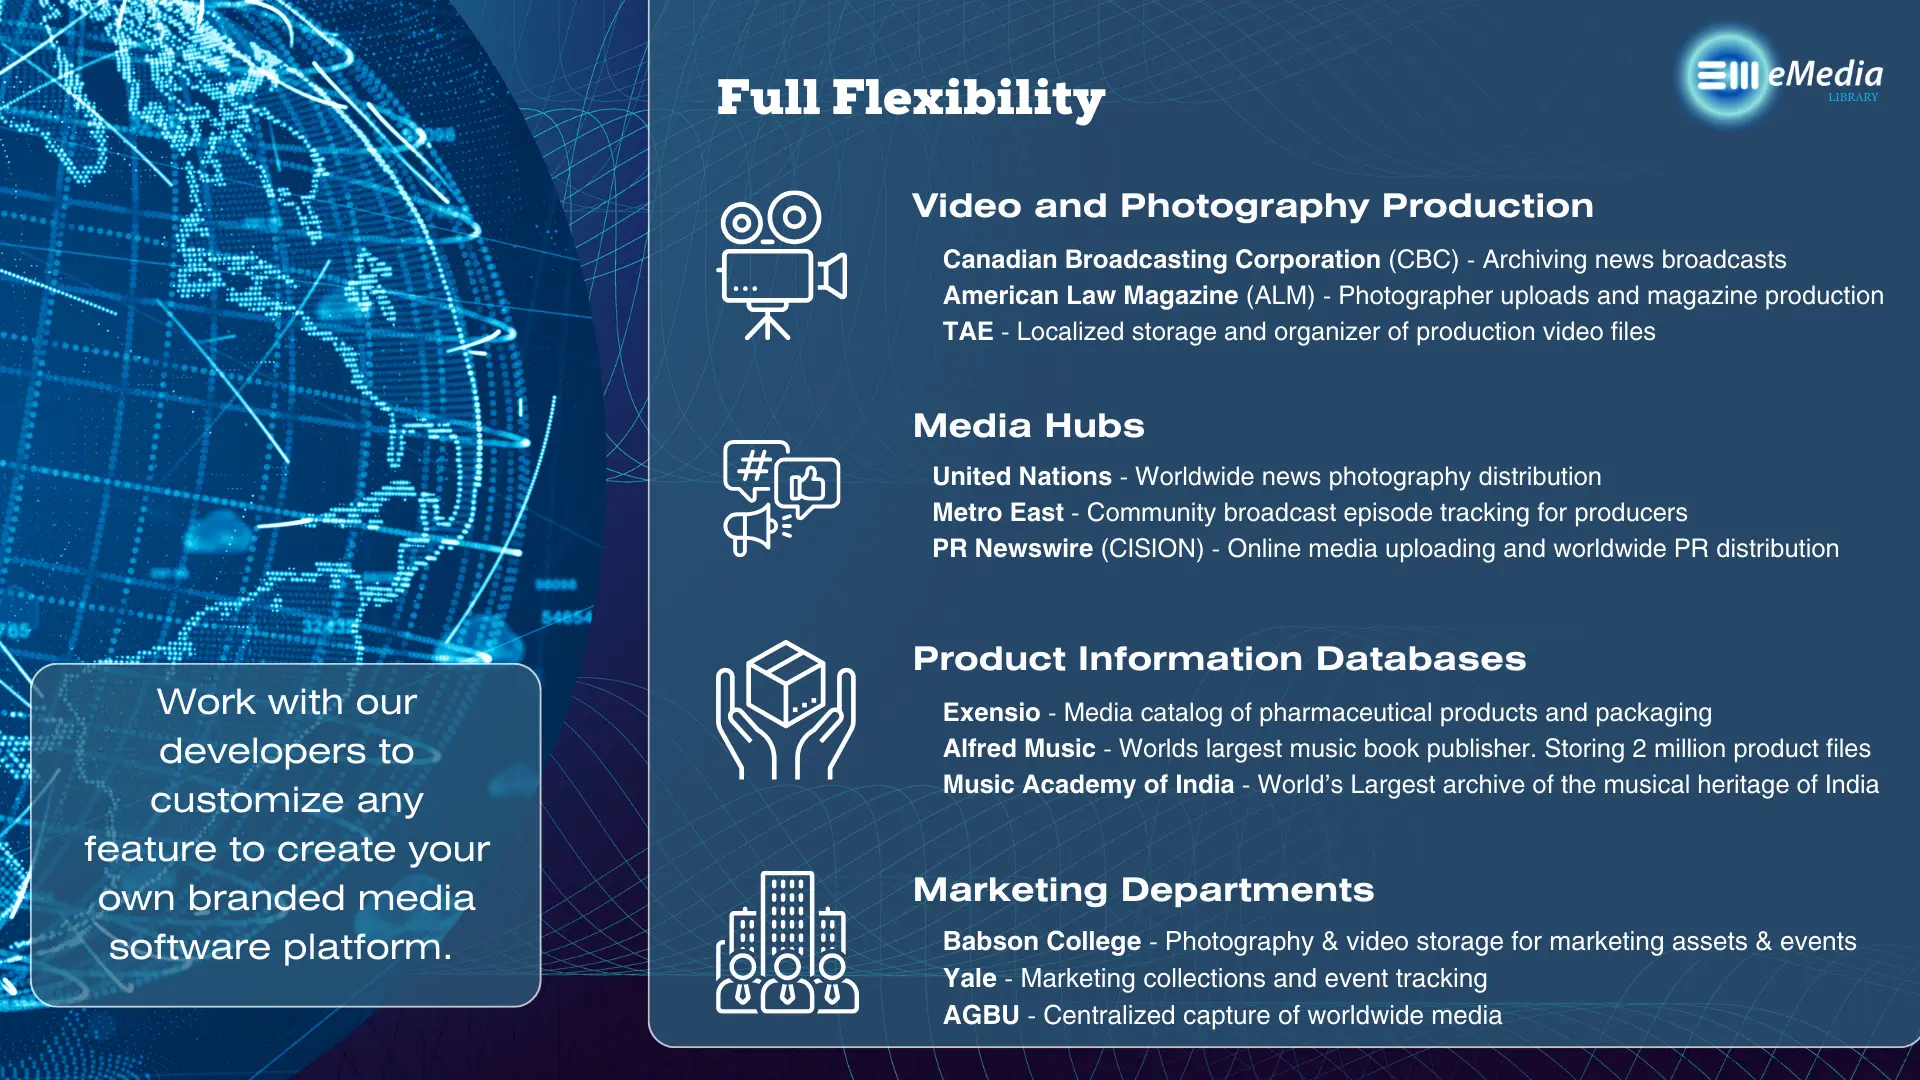 Full Flexibility
eMedia
LIBRARY
Video and Photography Production
Canadian Broadcasting Corporation (CBC) - Archiving news broadcasts
American Law Magazine (ALM) - Photographer uploads and magazine production
TAE - Localized storage and organizer of production video files
Media Hubs
United Nations - Worldwide news photography distribution
Metro East - Community broadcast episode tracking for producers
PR Newswire (CISION) - Online media uploading and worldwide PR distribution
Product Information Databases
Exensio - Media catalog of pharmaceutical products and packaging
Alfred Music - Worlds largest music book publisher. Storing 2 million product files
Music Academy of India - World’s Largest archive of the musical heritage of India
Marketing Departments
Babson College - Photography & video storage for marketing assets & events
Yale - Marketing collections and event tracking
AGBU - Centralized capture of worldwide media
Work with our
developers to
customize any
feature to create your
own branded media
software platform.